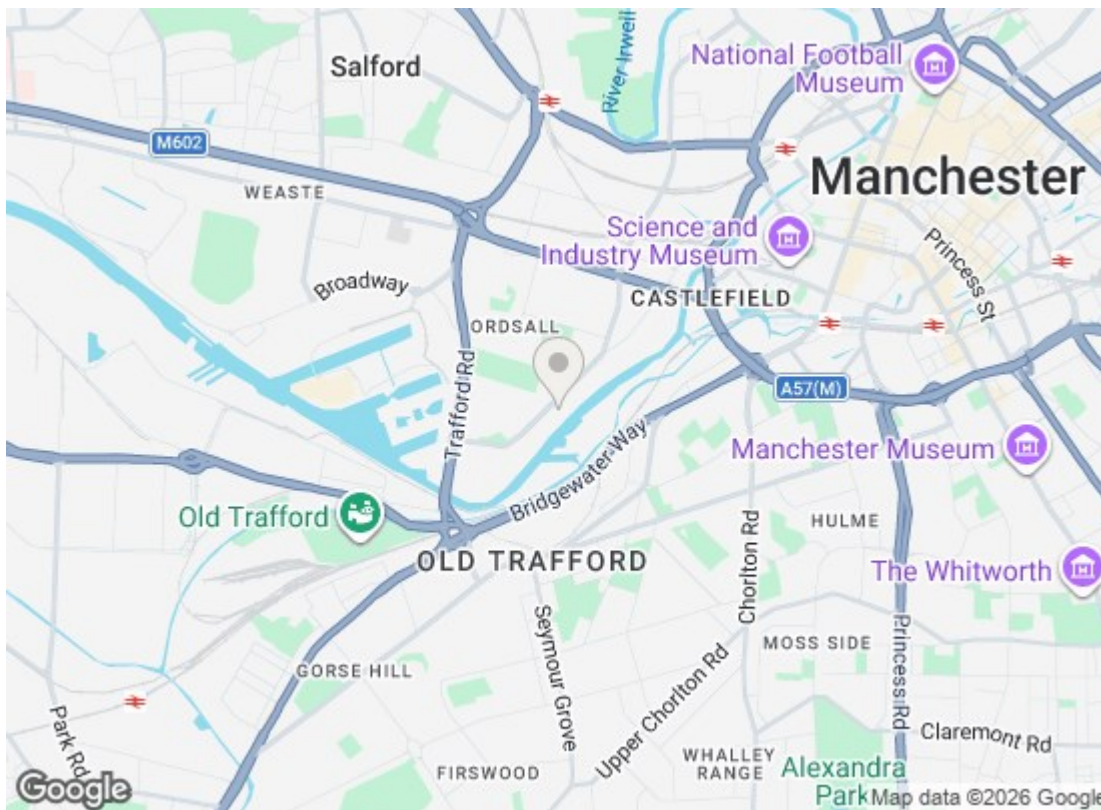 Salford
River Irwell
National Football
Museum
M602
WEASTE
Manchester
Science and
Industry Museum
Princess St
Broadway
CASTLEFIELD
ORDSALL
Trafford Rd
A57(M)
Bridgewater Way
Manchester Museum
Old Trafford
HULME
OLD TRAFFORD
Chorlton Rd
The Whitworth
Seymour Grove
MOSS SIDE
Princess Rd
GORSE HILL
Upper Chorlton Rd
Park Rd
Claremont Rd
WHALLEY
RANGE
FIRSWOOD
Alexandra
Park
Google
Map data ©2026 Google